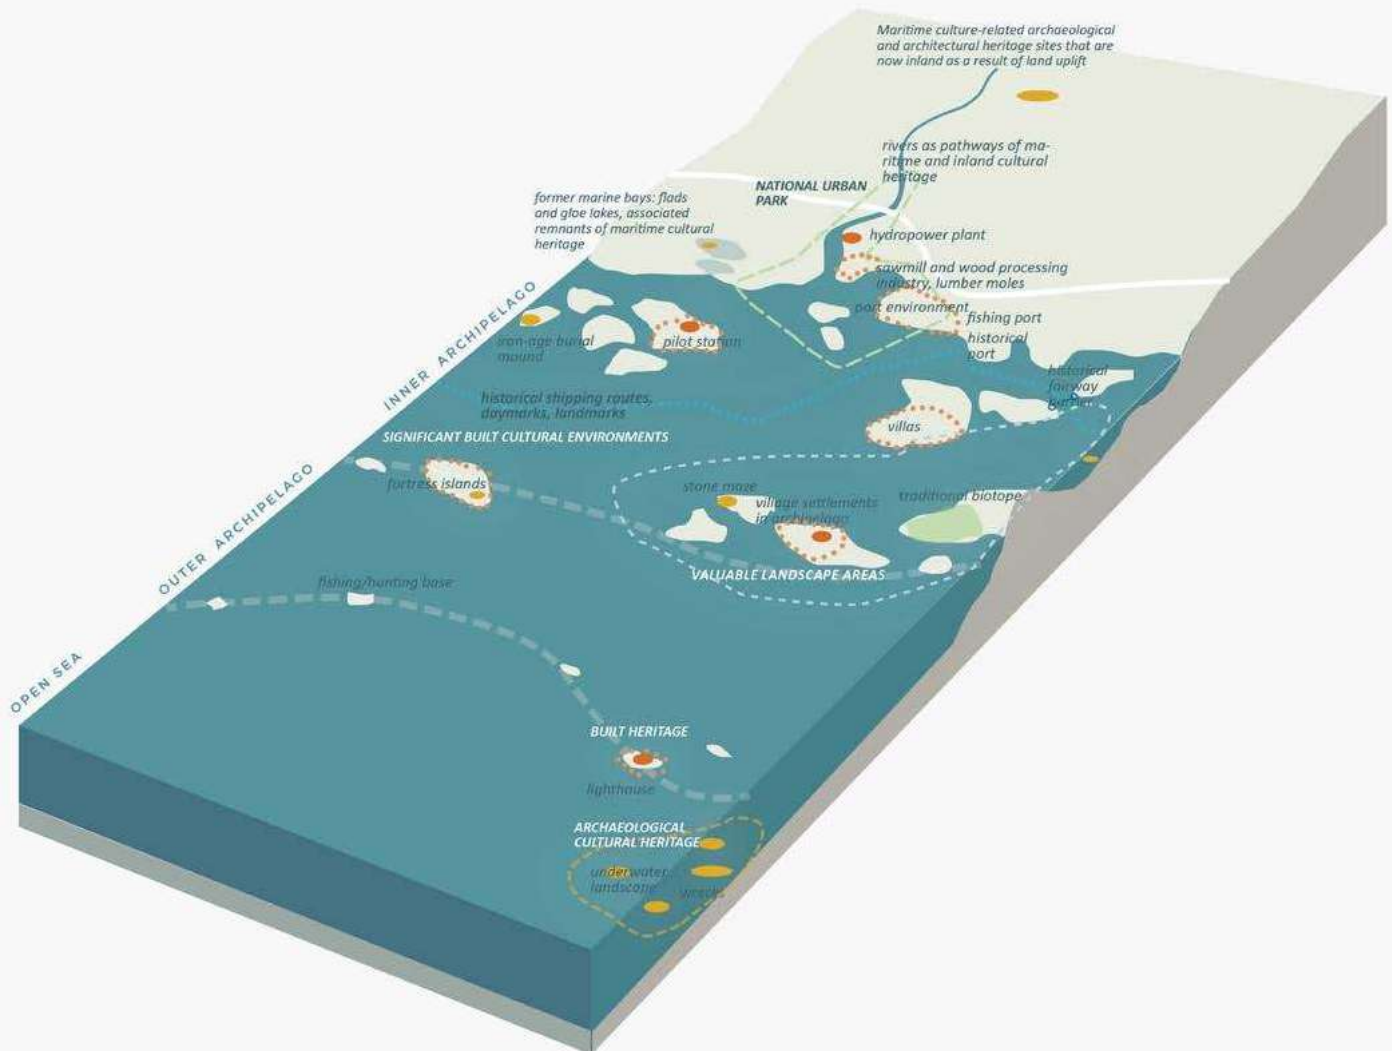 Maritime culture-related archaeological
and architectural heritage sites that are
now inland as a result of land uplift
rivers as pathways of ma-
ritime and inland cultural
heritage
NATIONAL URBAN
PARK
former marine bays: flads
and gloe lakes, associated
remnants of maritime cultural
heritage
hydropower plant
sawmill and wood processing
industry, lumber moles
port environment
fishing port
historical
port
INNER ARCHIPELAGO
iron-age burial
mound
pilot station
historical
fairway
historical shipping routes,
daymarks, landmarks
villas
SIGNIFICANT BUILT CULTURAL ENVIRONMENTS
OUTER ARCHIPELAGO
fortress islands
stone maze
village settlements
in archipelago
traditional biotope
VALUABLE LANDSCAPE AREAS
fishing/hunting base
OPEN SEA
BUILT HERITAGE
lighthouse
ARCHAEOLOGICAL
CULTURAL HERITAGE
underwater
landscape
wrecks